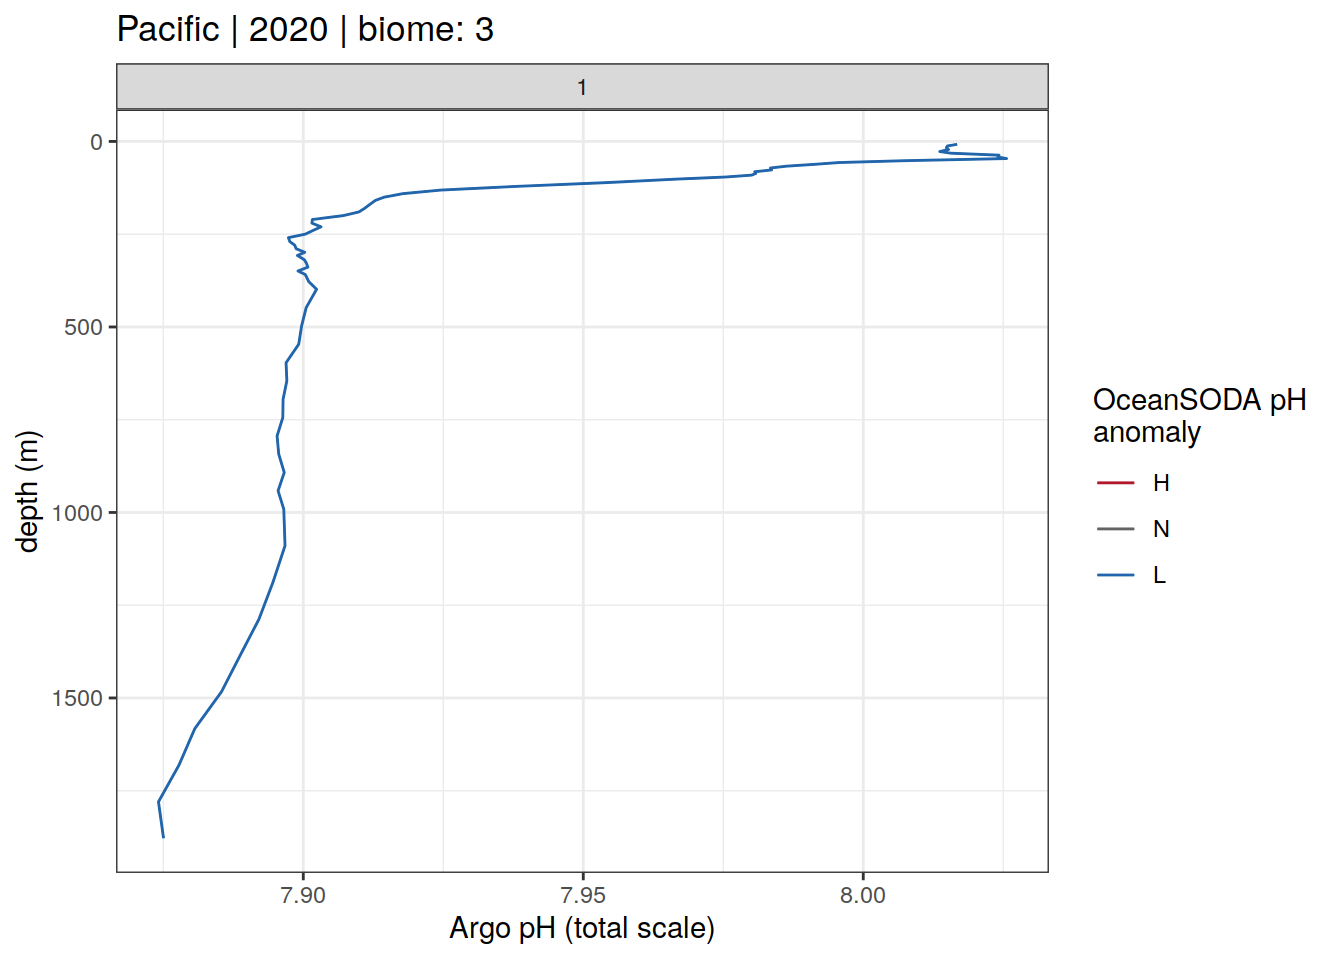 Pacific | 2020 | biome: 3
1
0
500
1000
1500
depth (m)
7.90
7.95
8.00
Argo pH (total scale)
OceanSODA pH
anomaly
H
N
L